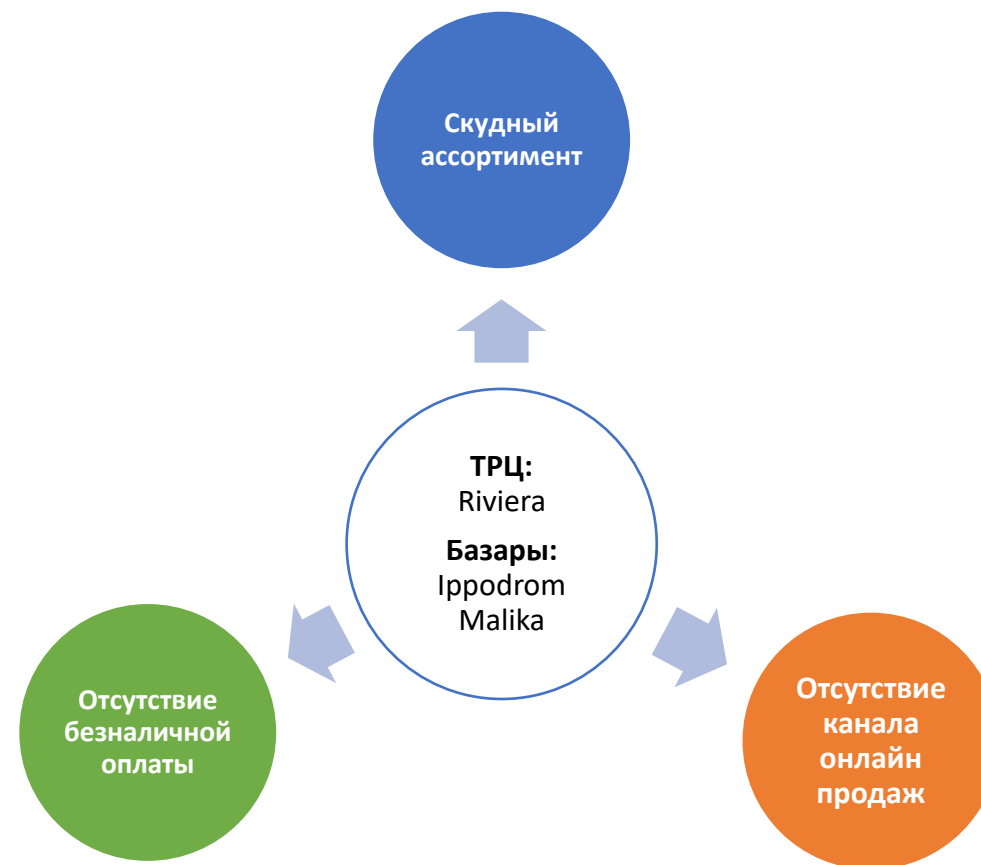 Скудный
ассортимент
ТРЦ:
Riviera
Базары:
Ippodrom
Malika
Отсутствие
безналичной
оплаты
Отсутствие
канала
онлайн
продаж